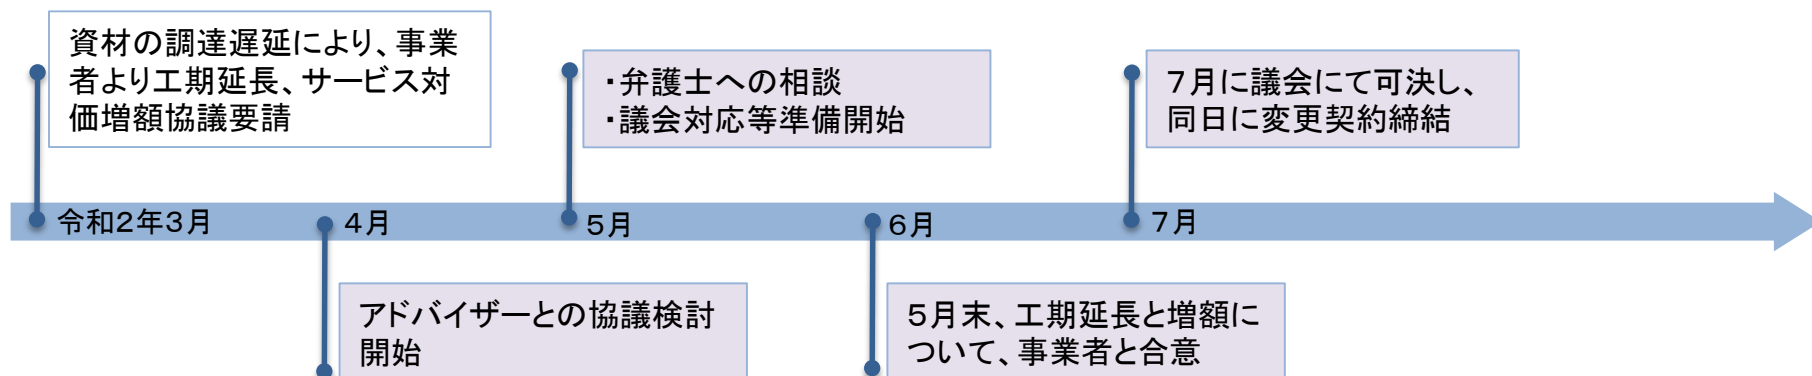 資材の調達遅延により、事業
者より工期延長、サービス対
価増額協議要請
・弁護士への相談
・議会対応等準備開始
７月に議会にて可決し、
同日に変更契約締結
令和２年３月
４月
５月
６月
７月
アドバイザーとの協議検討
開始
５月末、工期延長と増額に
ついて、事業者と合意